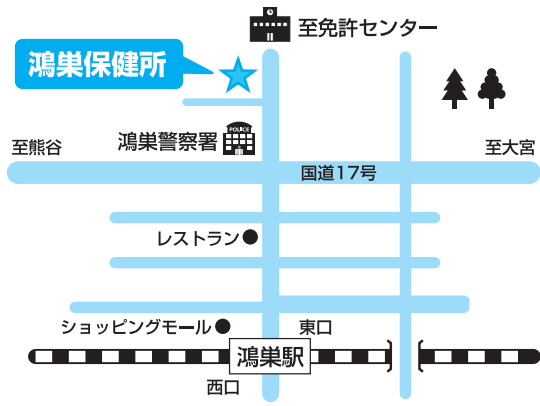 至免許センター
鴻巣保健所
鴻巣警察署
POLICE
至熊谷
至大宮
国道17号
レストラン
ショッピングモール
東口
鴻巣駅
西口